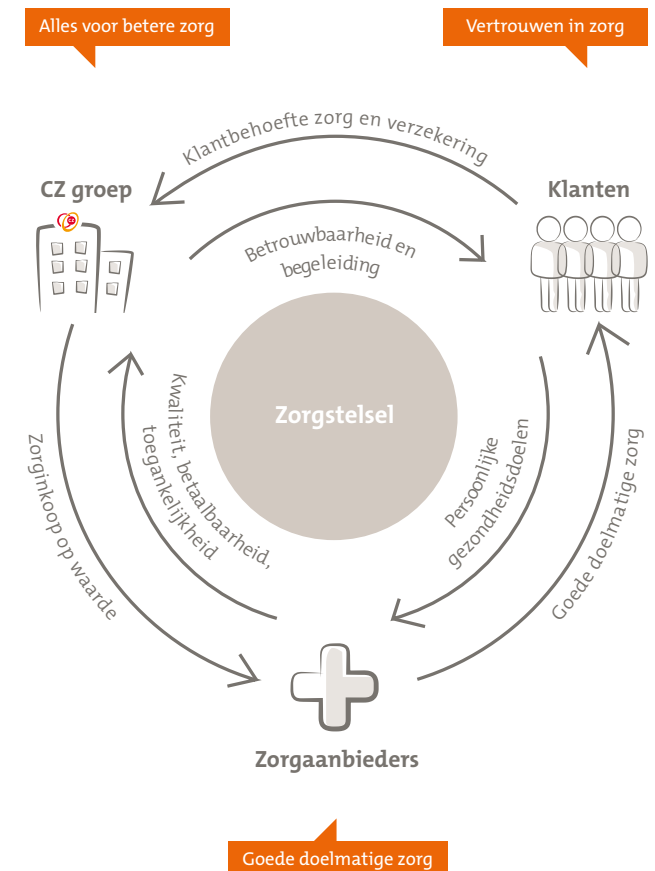 Alles voor betere zorg
Vertrouwen in zorg
Klantbehoefte zorg en verzekering
CZ groep
Klanten
Betrouwbaarheid en
begeleiding
Zorgstelsel
Kwaliteit, betaalbaarheid,
toegankelijkheid
Persoonlijke
gezondheidsdoelen
Zorginkoop op waarde
Goede doelmatige zorg
Zorgaanbieders
Goede doelmatige zorg